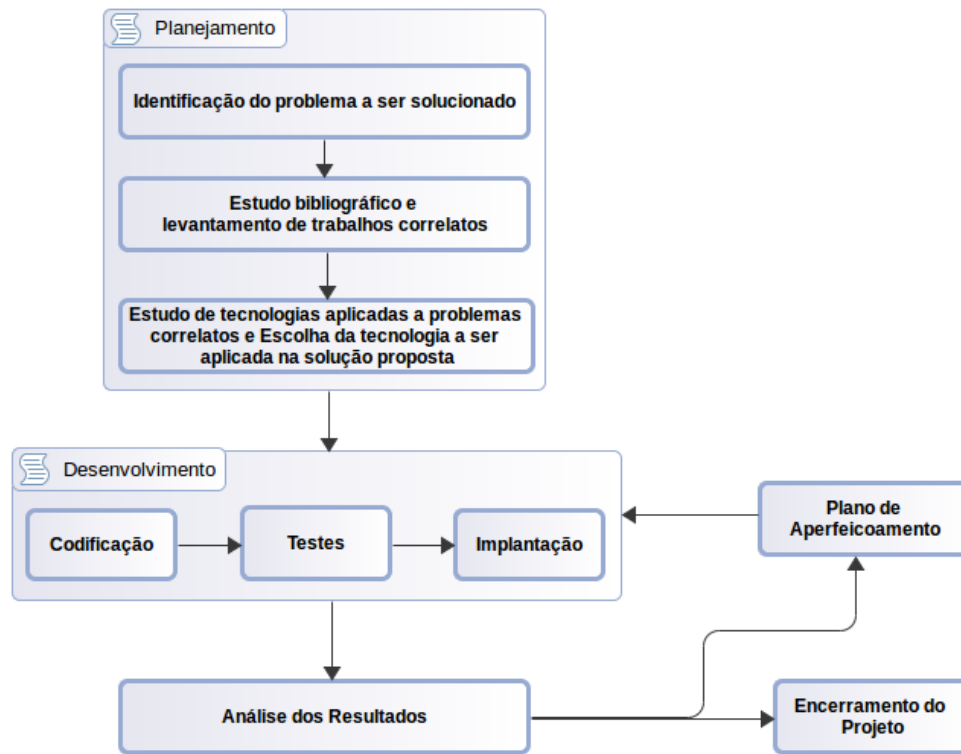 Planejamento
Identificação do problema a ser solucionado
Estudo bibliográfico e
levantamento de trabalhos correlatos
Estudo de tecnologias aplicadas a problemas
correlatos e Escolha da tecnologia a ser
aplicada na solução proposta
Desenvolvimento
Codificação
Testes
Implantação
Plano de
Aperfeicoamento
Análise dos Resultados
Encerramento do
Projeto